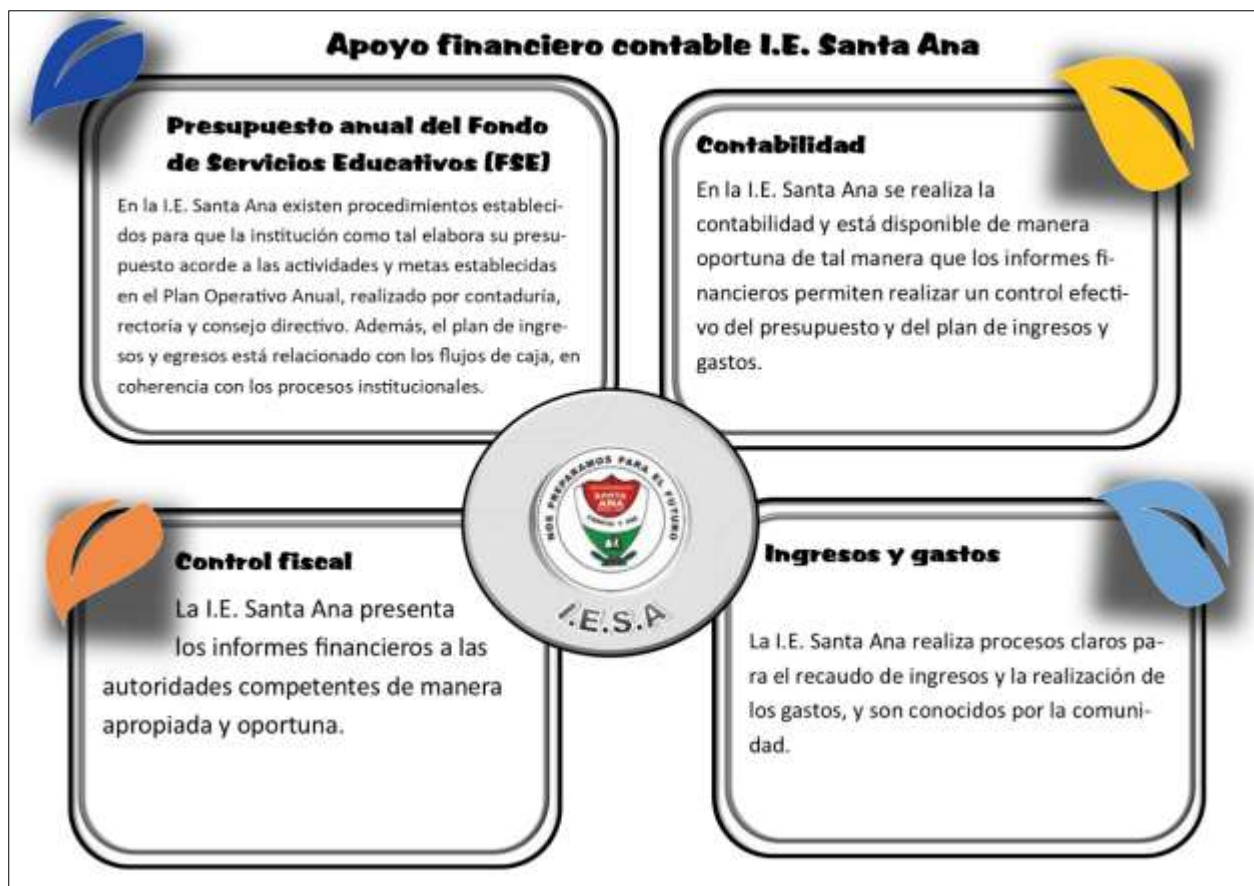 Apoyo financiero contable I.E. Santa Ana
Presupuesto anual del Fondo
de Servicios Educativos (FSE)
En la I.E. Santa Ana existen procedimientos estableci-
dos para que la institución como tal elabora su presu-
puesto acorde a las actividades y metas establecidas
en el Plan Operativo Anual, realizado por contaduría,
rectoría y consejo directivo. Además, el plan de ingre-
sos y egresos está relacionado con los flujos de caja, en
coherencia con los procesos institucionales.
Contabilidad
En la I.E. Santa Ana se realiza la
contabilidad y está disponible de manera
oportuna de tal manera que los informes fi-
nancieros permiten realizar un control efecti-
vo del presupuesto y del plan de ingresos y
gastos.
NOS PREPARAMOS PARA EL FUTURO
SANTA
ANA
I.E.S.A
Control fiscal
La I.E. Santa Ana presenta
los informes financieros a las
autoridades competentes de manera
apropiada y oportuna.
Ingresos y gastos
La I.E. Santa Ana realiza procesos claros pa-
ra el recaudo de ingresos y la realización de
los gastos, y son conocidos por la comuni-
dad.